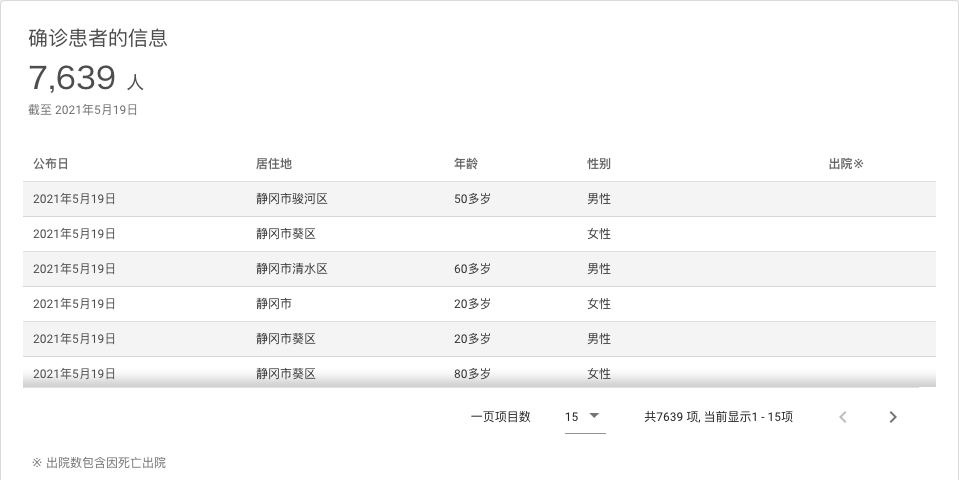 确诊患者的信息
7,639 人
截至 2021年5月19日
公布日 居住地 年龄 性别 出院※
2021年5月19日 静冈市骏河区 50多岁 男性
2021年5月19日 静冈市葵区 女性
2021年5月19日 静冈市清水区 60多岁 男性
2021年5月19日 静冈市 20多岁 女性
2021年5月19日 静冈市葵区 20多岁 男性
2021年5月19日 静冈市葵区 80多岁 女性
一页项目数 15 共7639 项, 当前显示1 - 15项
※ 出院数包含因死亡出院